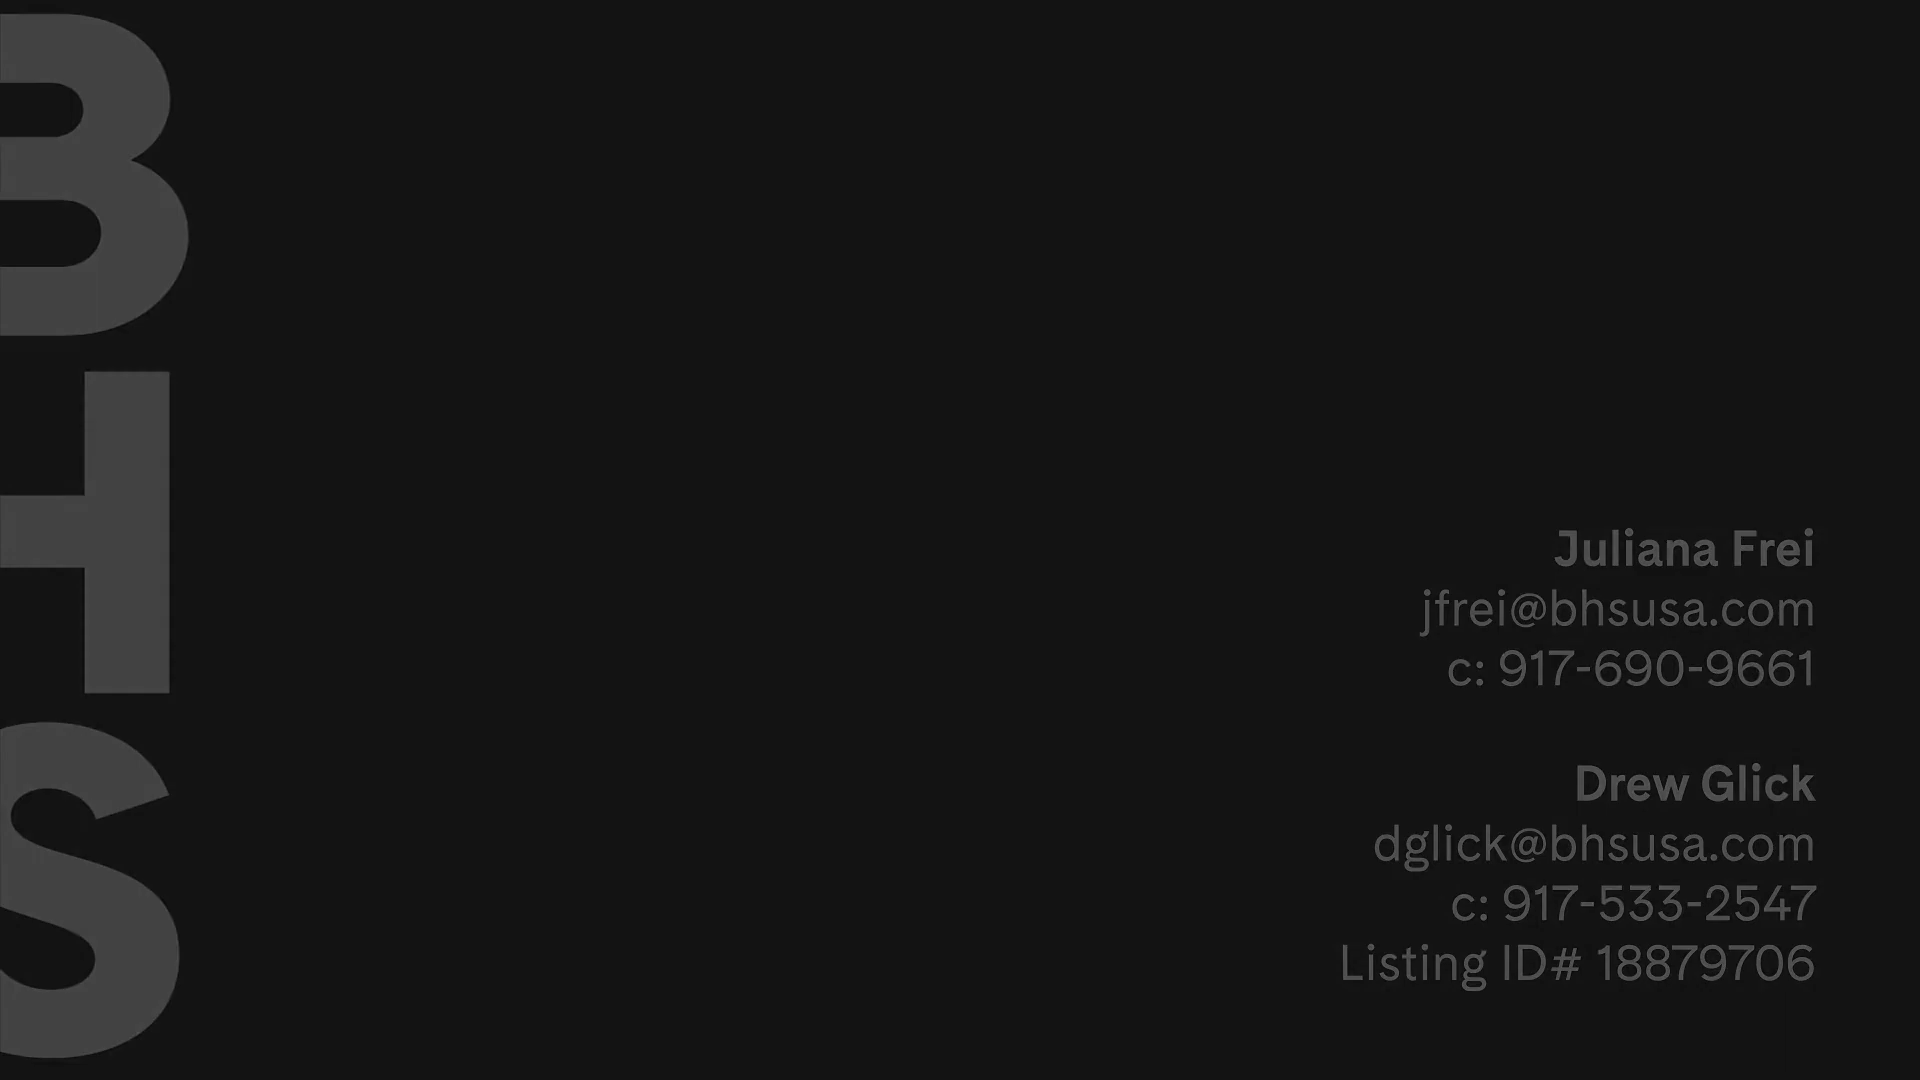 B
H
S
Juliana Frei
jfrei@bhsusa.com
c: 917-690-9661
Drew Glick
dglick@bhsusa.com
c: 917-533-2547
Listing ID# 18879706